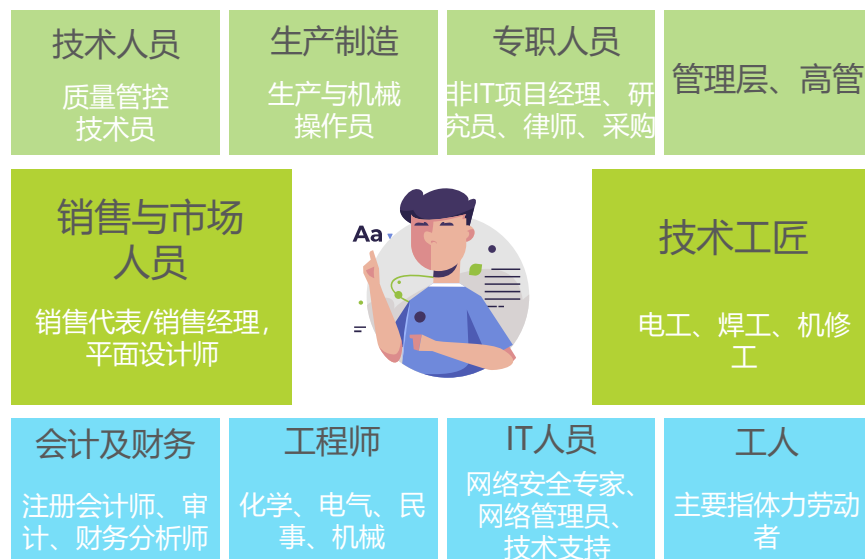 技术人员
质量管控
技术员
生产制造
生产与机械
操作员
专职人员
非IT项目经理、研
究员、律师、采购
管理层、高管
销售与市场
人员
销售代表/销售经理，
平面设计师
Aa
技术工匠
电工、焊工、机修
工
会计及财务
注册会计师、审
计、财务分析师
工程师
化学、电气、民
事、机械
IT人员
网络安全专家、
网络管理员、
技术支持
工人
主要指体力劳动
者